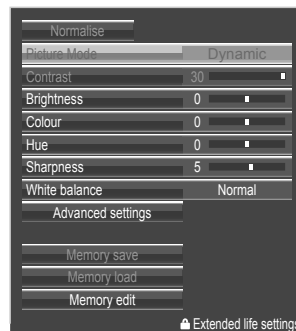 Normalise
Picture Mode Dynamic
Contrast 30
Brightness 0
Colour 0
Hue 0
Sharpness 5
White balance Normal
Advanced settings
Memory save
Memory load
Memory edit
Extended life settings